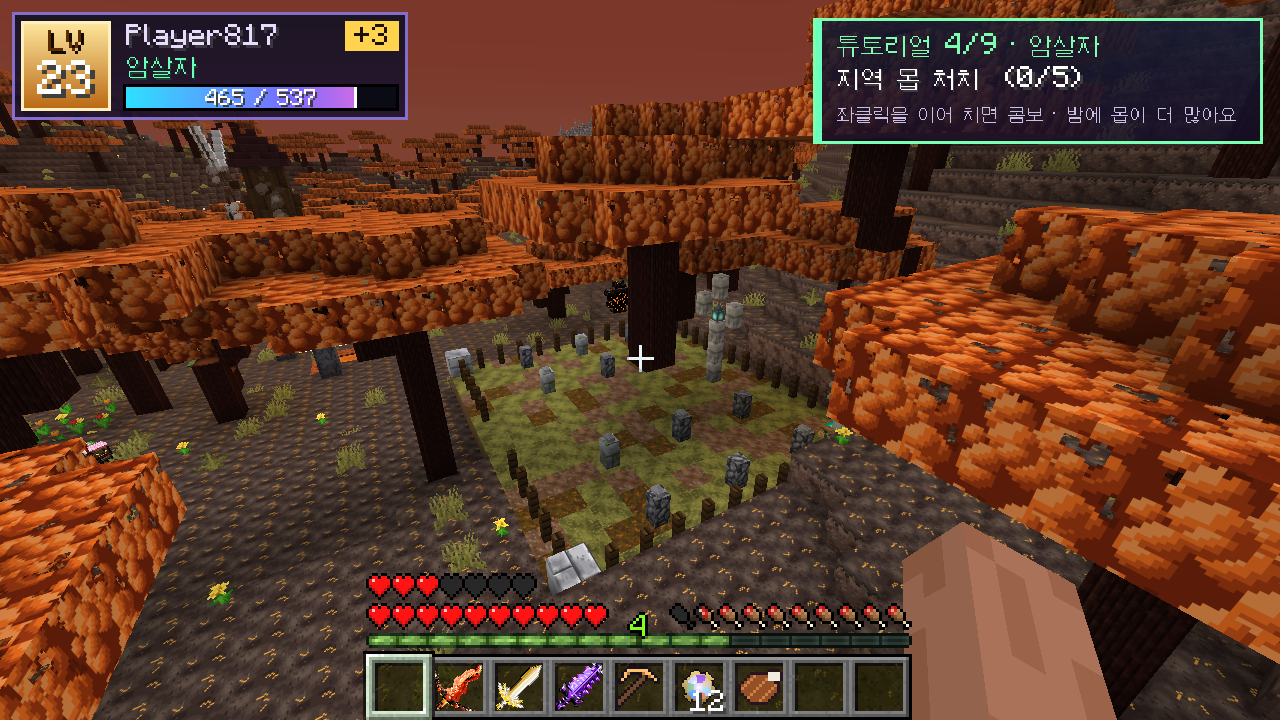 LV
23
Player817
+3
암살자
465 / 537
튜토리얼 4/9 · 암살자
지역 몹 처치 (0/5)
좌클릭을 이어 치면 콤보 · 밤에 몹이 더 많아요
4
12